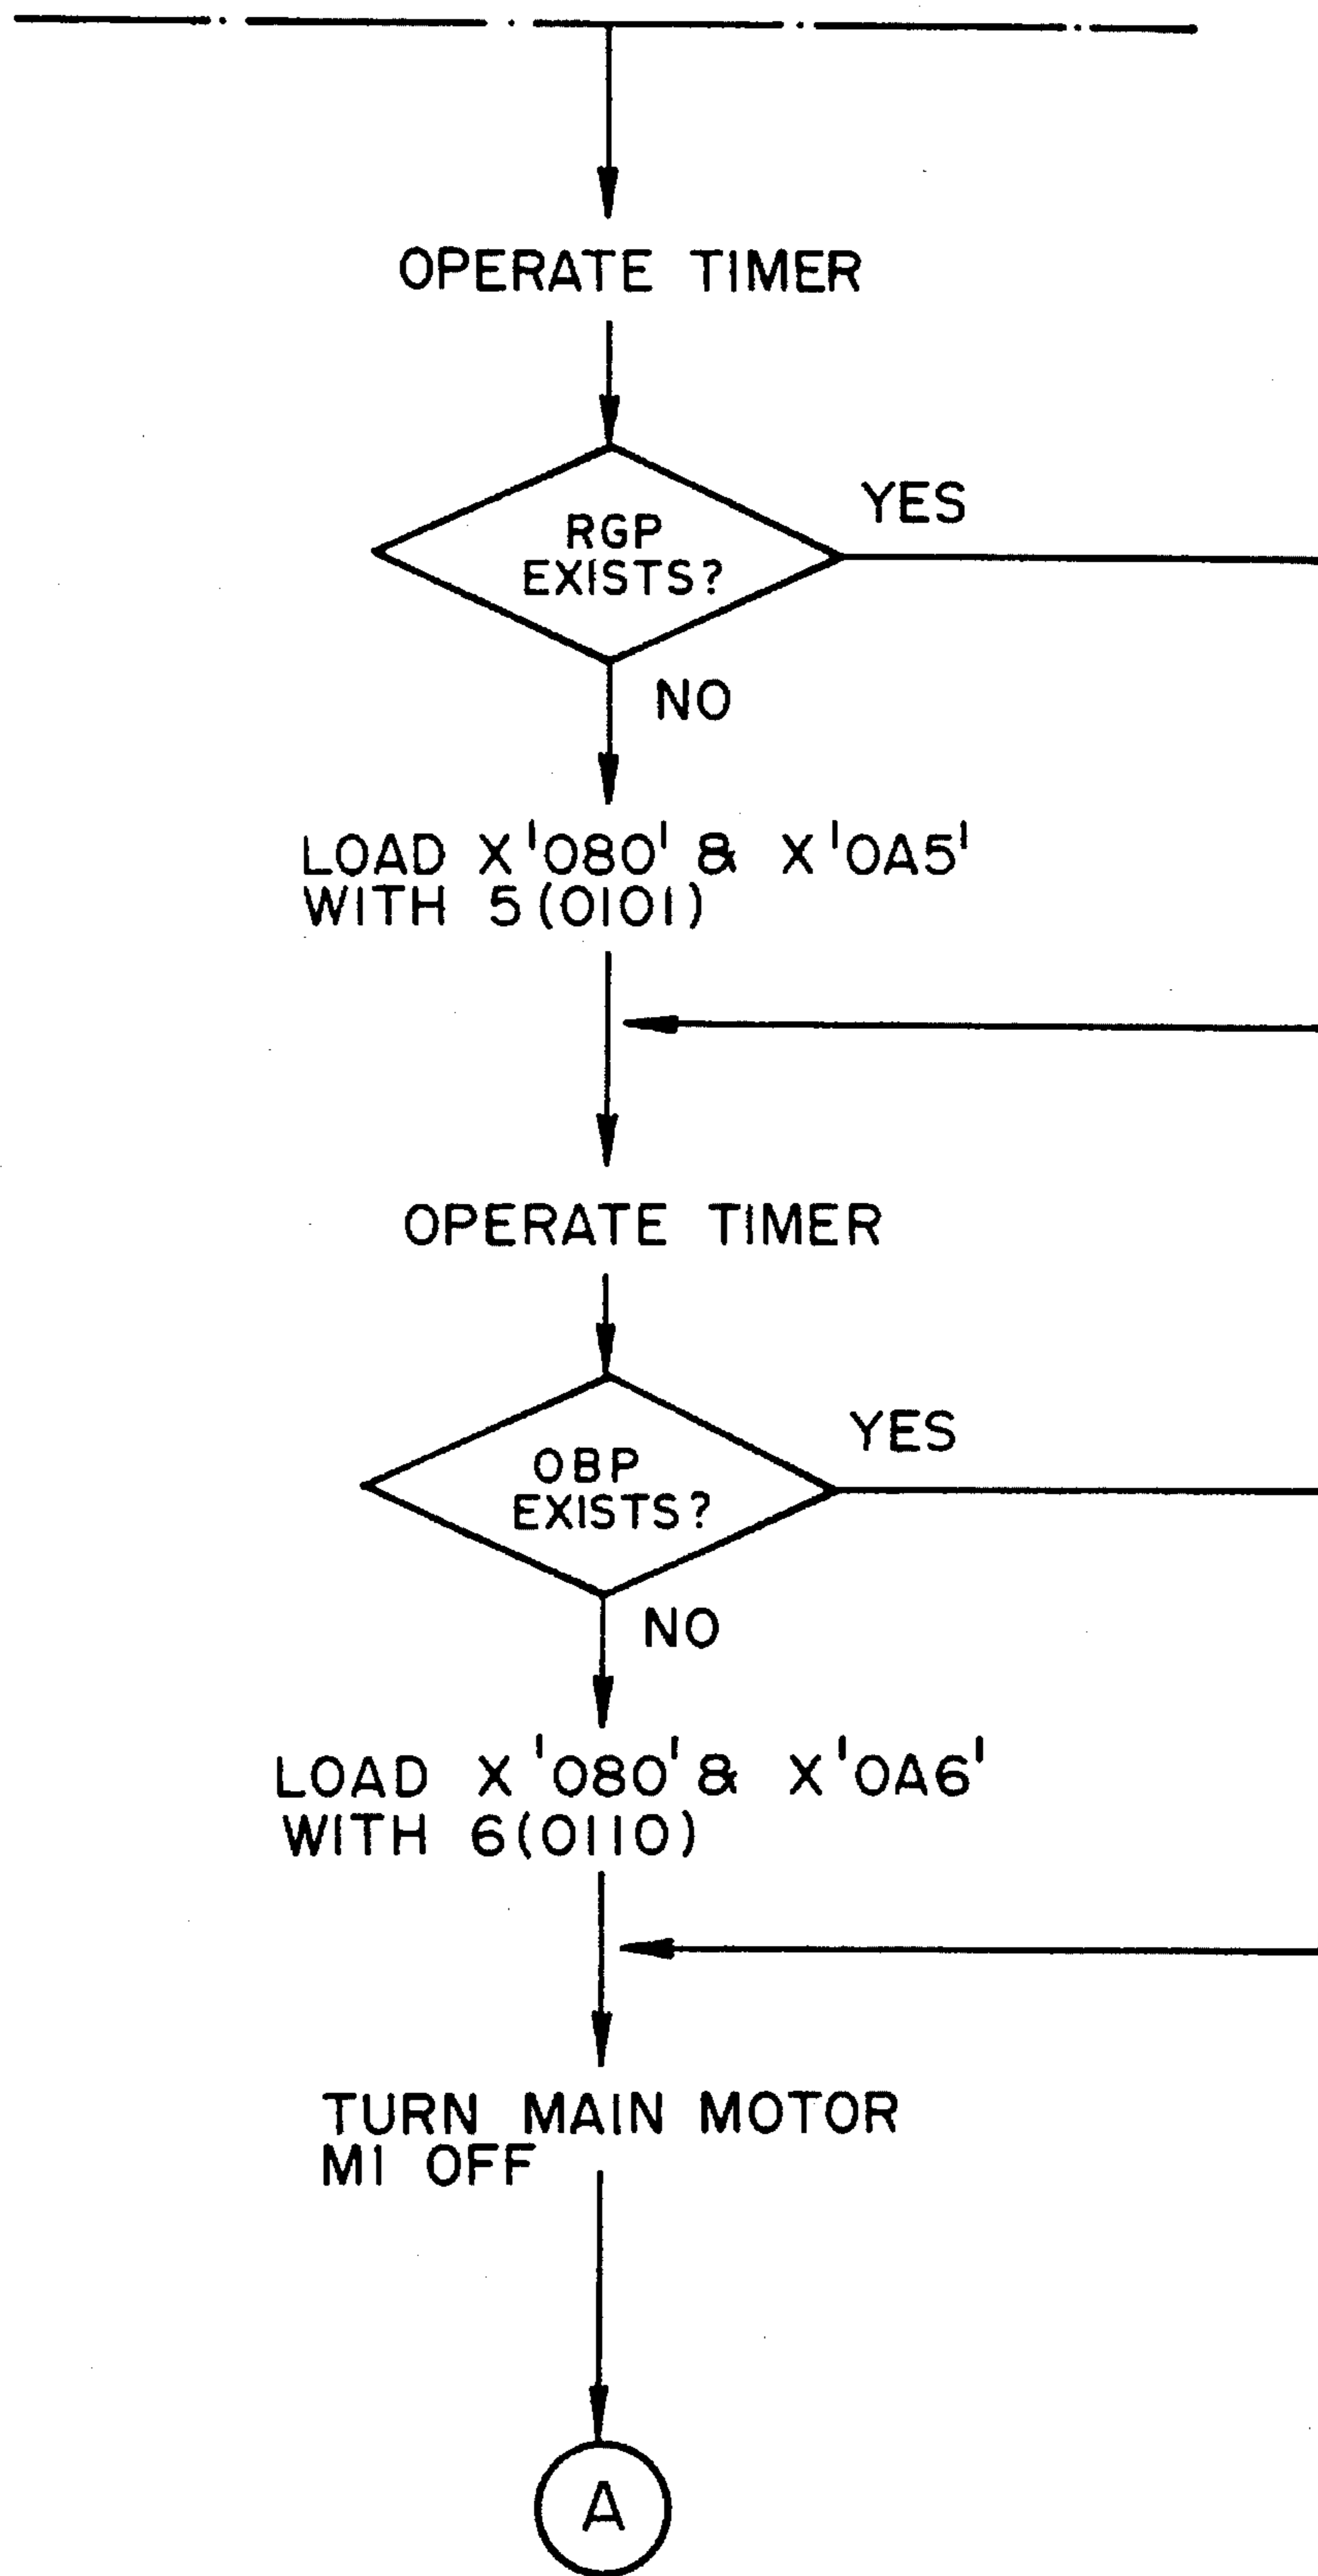 OPERATE TIMER
RGP
EXISTS?
YES
NO
LOAD X'080' & X'0A5'
WITH 5(0101)
OPERATE TIMER
OBP
EXISTS?
YES
NO
LOAD X'080' & X'0A6'
WITH 6(0110)
TURN MAIN MOTOR
M1 OFF
A